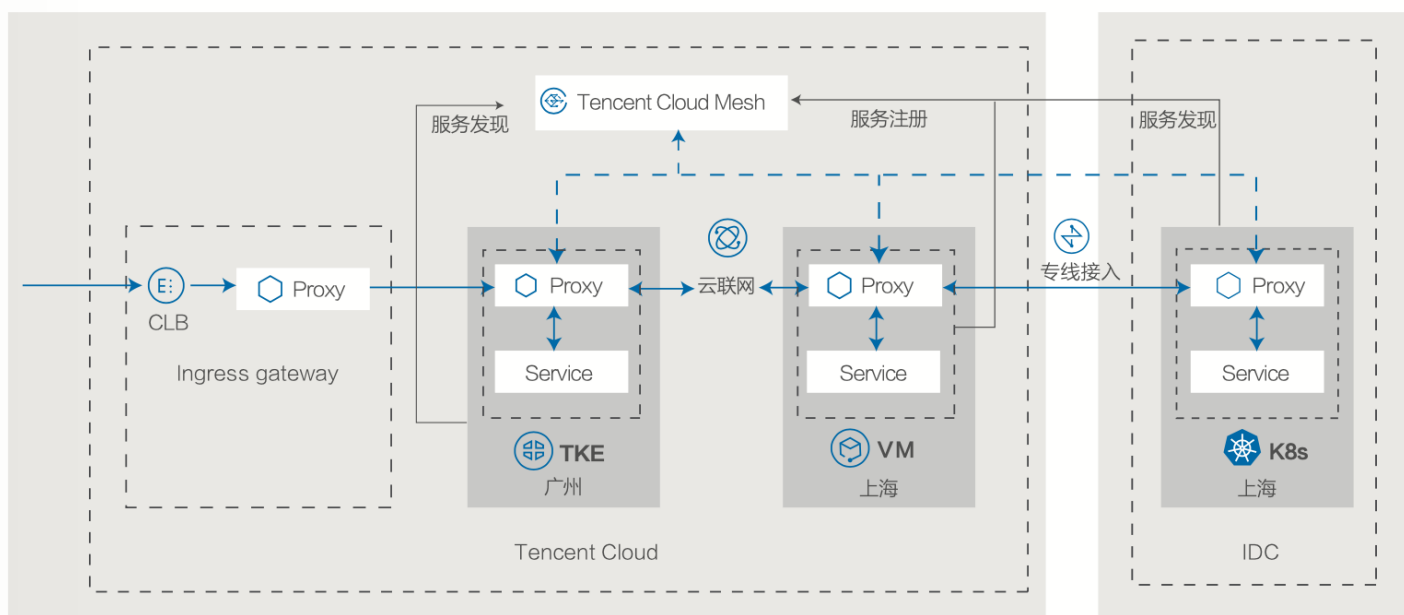 Tencent Cloud Mesh
服务发现
服务注册
服务发现
云联网
专线接入
CLB
Proxy
Ingress gateway
Proxy
Service
TKE
广州
Proxy
Service
VM
上海
Proxy
Service
K8s
上海
Tencent Cloud
IDC